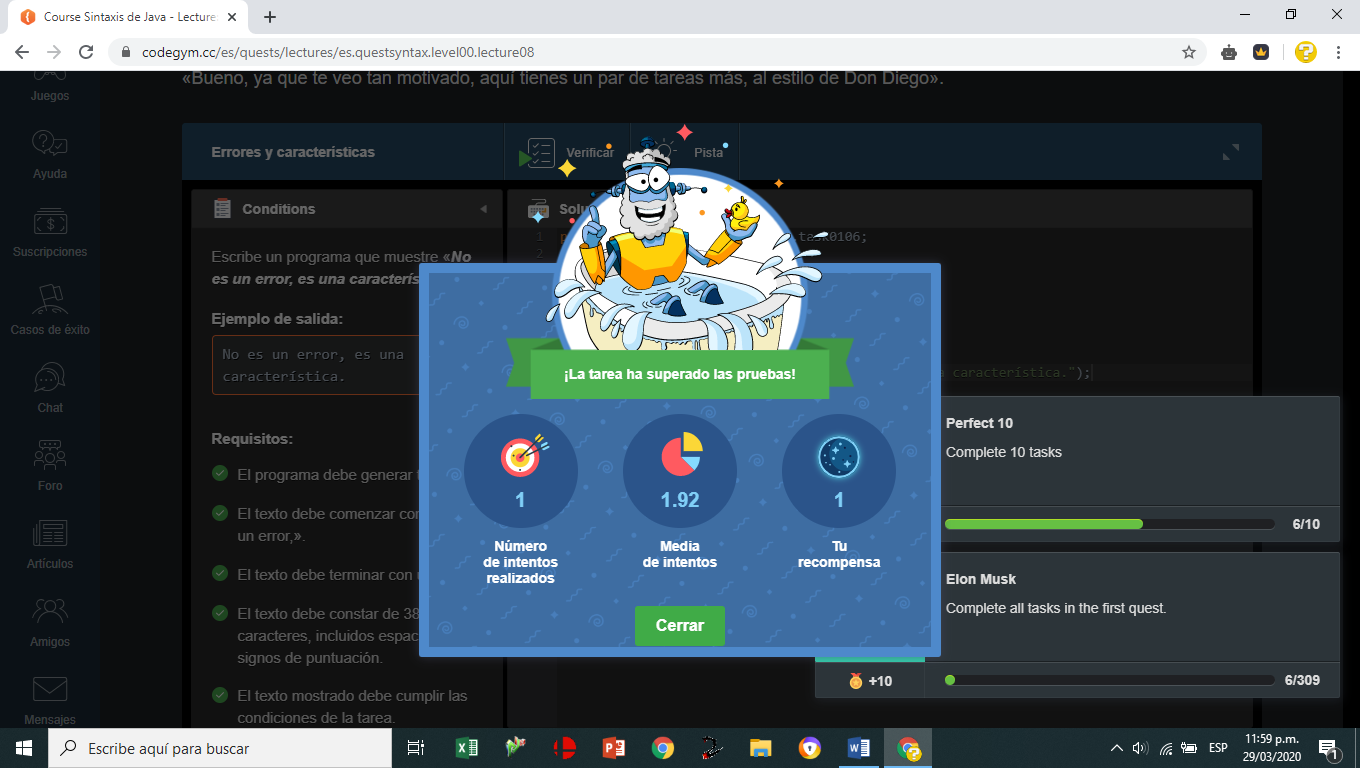 Course Sintaxis de Java - Lecture
codegym.cc/es/quests/lectures/es.questsyntax.level00.lecture08
«Bueno, ya que te veo tan motivado, aquí tienes un par de tareas más, al estilo de Don Diego».
Juegos
Ayuda
Suscripciones
Casos de éxito
Chat
Foro
Artículos
Amigos
Mensajes
Errores y características
Verificar
Pista
Conditions
Escribe un programa que muestre «No
es un error, es una característ
Ejemplo de salida:
No es un error, es una
característica.
Requisitos:
El programa debe generar
El texto debe comenzar con
un error,».
El texto debe terminar con
El texto debe constar de 38
caracteres, incluidos espac
signos de puntuación.
El texto mostrado debe cumplir las
condiciones de la tarea.
Solu
1
task0106;
2
característica.");
¡La tarea ha superado las pruebas!
1
Número
de intentos
realizados
1.92
Media
de intentos
1
Tu
recompensa
Cerrar
Perfect 10
Complete 10 tasks
6/10
Elon Musk
Complete all tasks in the first quest.
+10
6/309
Escribe aquí para buscar
ESP
11:59 p.m.
29/03/2020
1